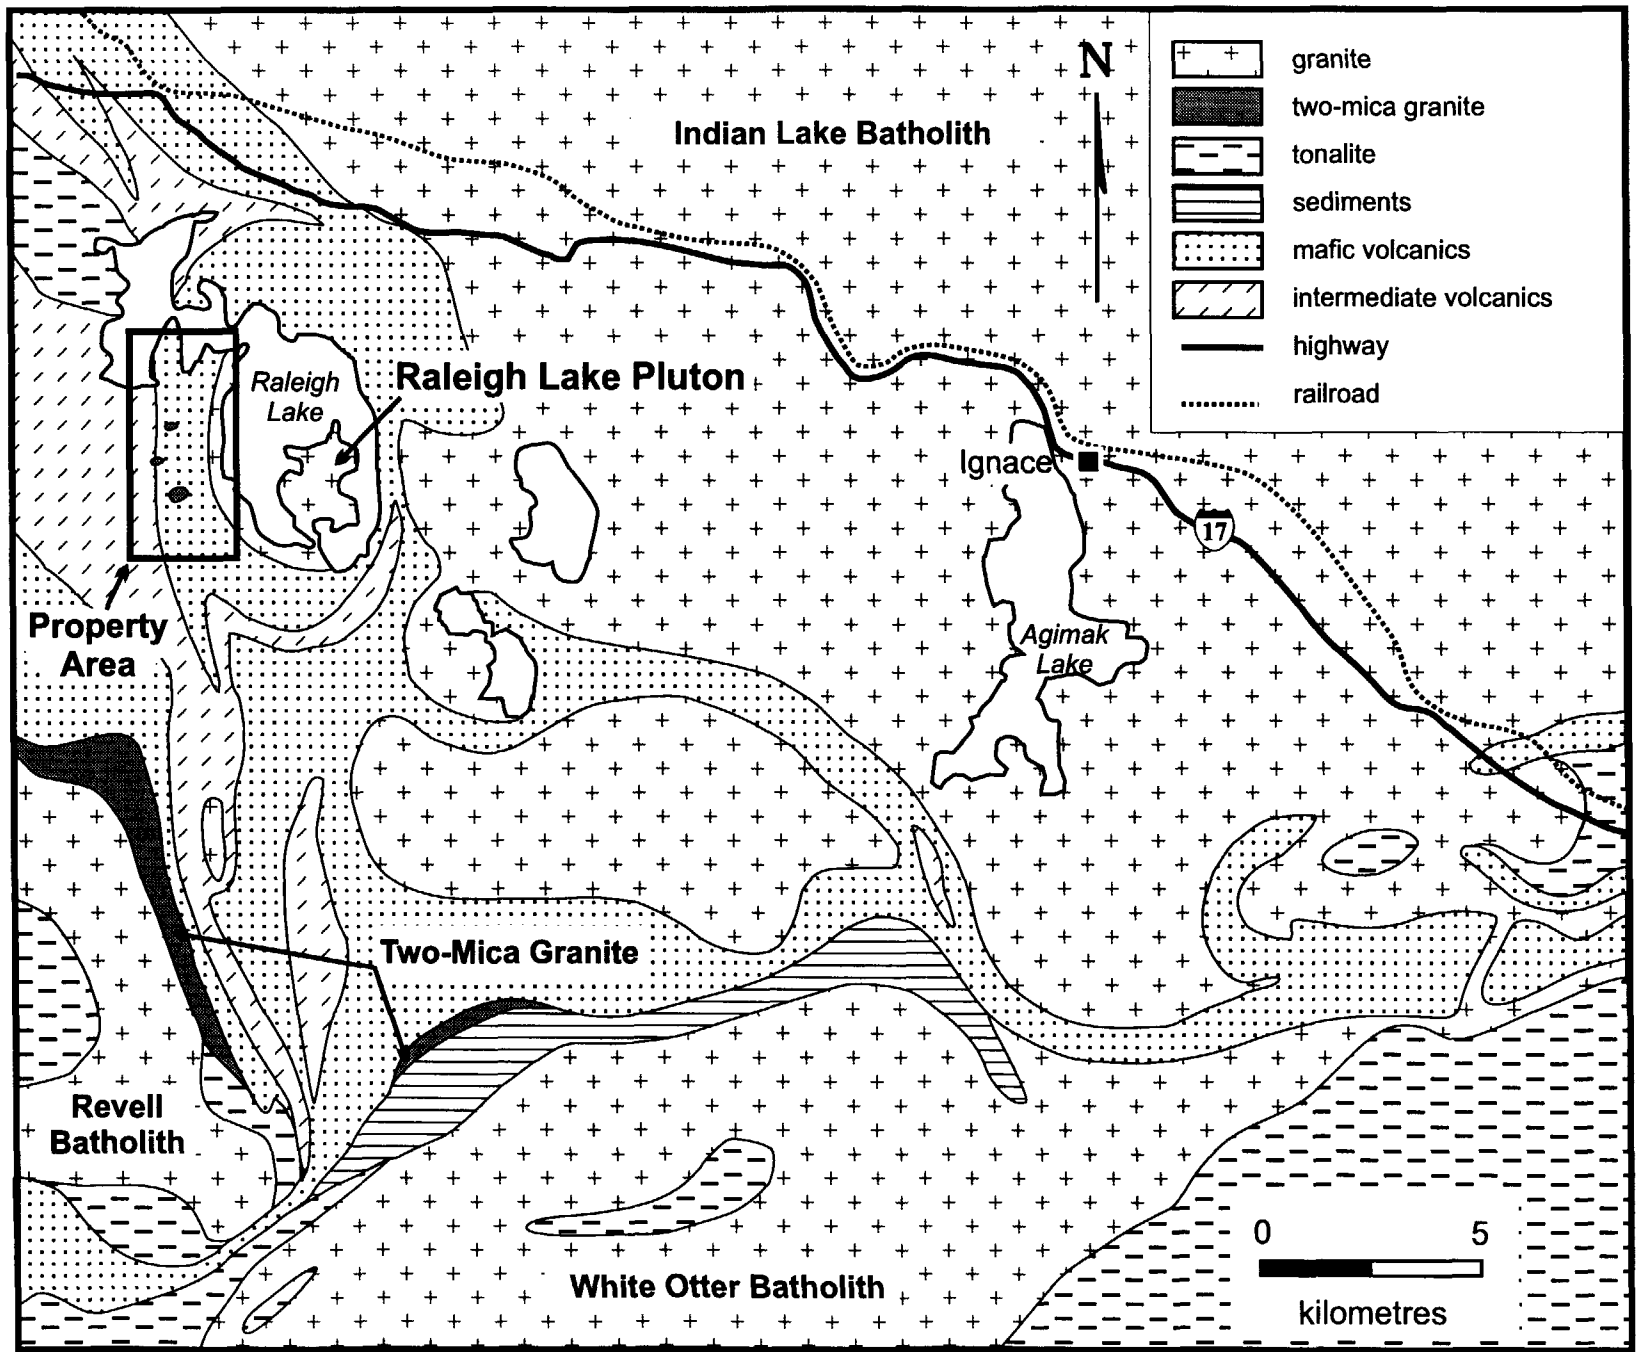 N
Indian Lake Batholith
granite
two-mica granite
tonalite
sediments
mafic volcanics
intermediate volcanics
highway
railroad
Raleigh
Lake
Raleigh Lake Pluton
Ignace
17
Property
Area
Agimak
Lake
Two-Mica Granite
Revell
Batholith
White Otter Batholith
0 5
kilometres